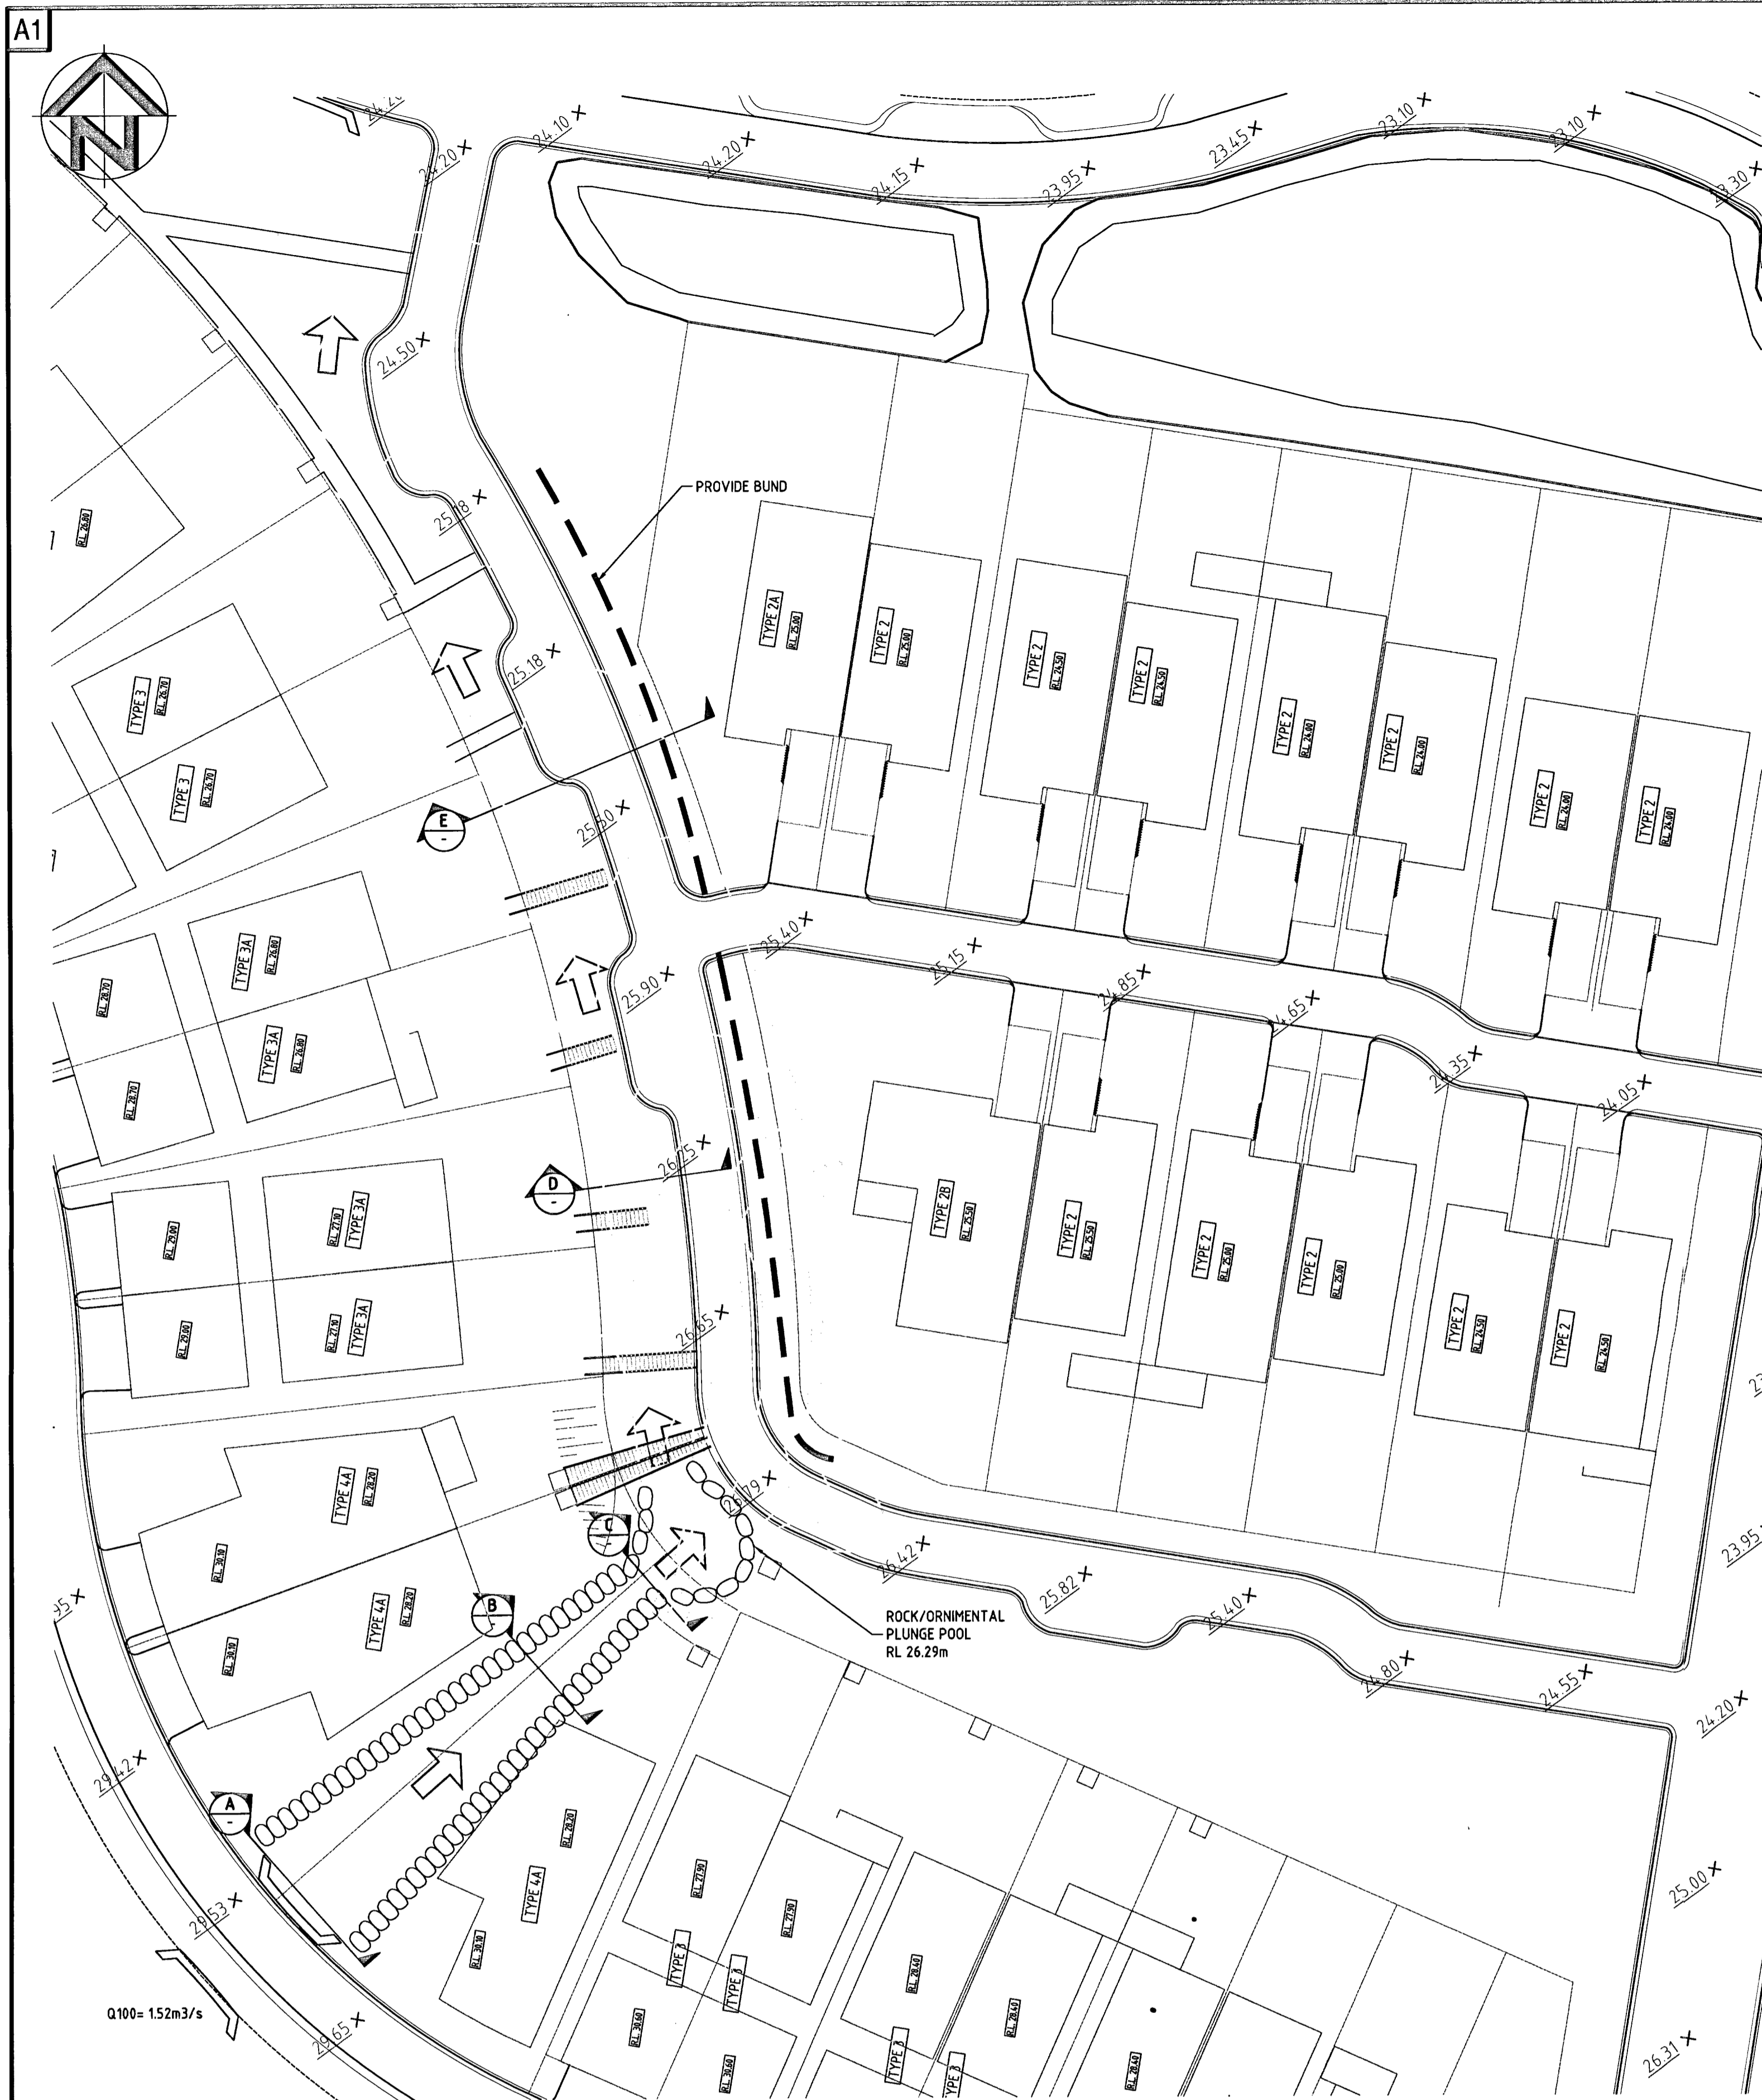 A1
N
24.20
24.10
24.20
24.20
24.15
23.95
23.45
23.10
23.10
23.30
24.50
PROVIDE BUND
25.18
RL 26.80
TYPE 2A
RL 25.00
TYPE 2
RL 25.00
TYPE 2
RL 24.50
TYPE 2
RL 24.50
TYPE 2
RL 24.00
TYPE 2
RL 24.00
TYPE 2
RL 24.00
TYPE 2
RL 24.00
25.18
TYPE 3
RL 26.70
TYPE 3
RL 26.70
E
-
25.50
TYPE 3A
RL 26.80
25.40
25.15
25.90
24.85
24.65
RL 28.70
TYPE 3A
RL 26.80
24.35
24.05
RL 28.70
26.25
D
-
RL 29.00
RL 27.10
TYPE 3A
TYPE 2B
RL 25.50
TYPE 2
RL 25.50
TYPE 2
RL 25.00
TYPE 2
RL 25.00
TYPE 2
RL 24.50
TYPE 2
RL 24.50
RL 29.00
RL 27.10
TYPE 3A
26.65
TYPE 4A
RL 28.20
26.79
C
RL 30.10
26.42
25.82
25.40
23.95
TYPE 4A
RL 28.20
B
RL 30.10
ROCK/ORNIMENTAL
PLUNGE POOL
RL 26.29m
24.80
24.55
24.20
29.42
A
-
RL 28.20
TYPE 4A
RL 27.90
RL 27.90
25.00
29.53
RL 30.10
TYPE 3
TYPE 3
RL 28.40
RL 28.40
Q100= 1.52m3/s
29.65
RL 30.60
RL 30.60
TYPE 3
TYPE 3
RL 28.40
26.31